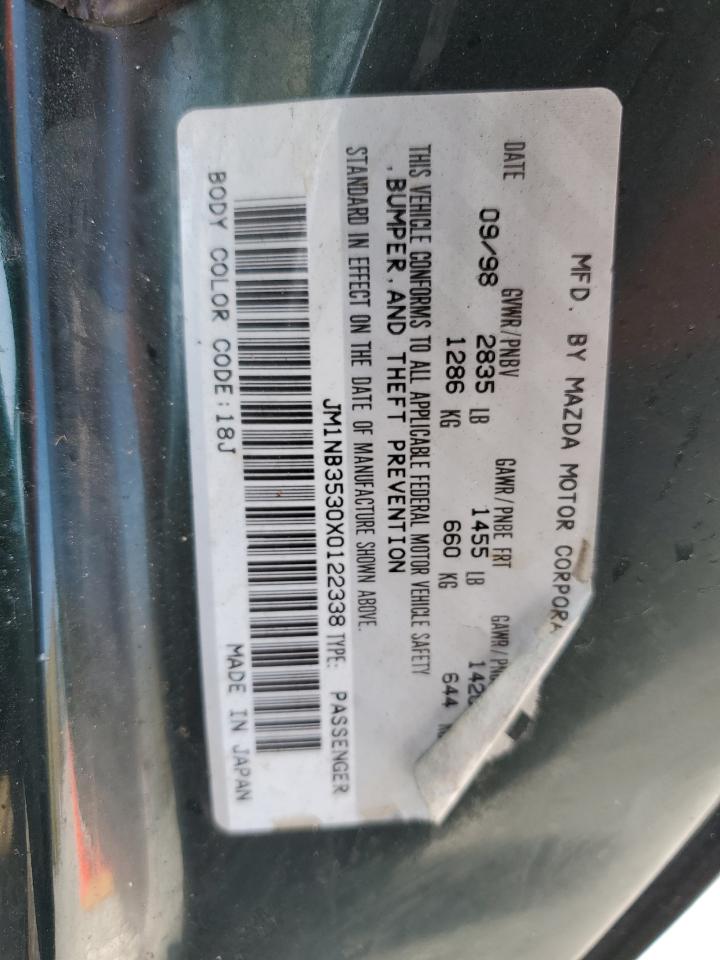 MFD. BY MAZDA MOTOR
DATE GVWR/PNBV GAWR/PNBE FRT
09/98 2835 LB 1455 LB
1286 KG 660 KG 644
THIS VEHICLE CONFORMS TO ALL APPLICABLE FEDERAL MOTOR VEHICLE SAFETY
, BUMPER, AND THEFT PREVENTION
STANDARD IN EFFECT ON THE DATE OF MANUFACTURE SHOWN ABOVE.
JM1NB3530X0122338 TYPE: PASSENGER
BODY COLOR CODE:18J MADE IN JAPAN